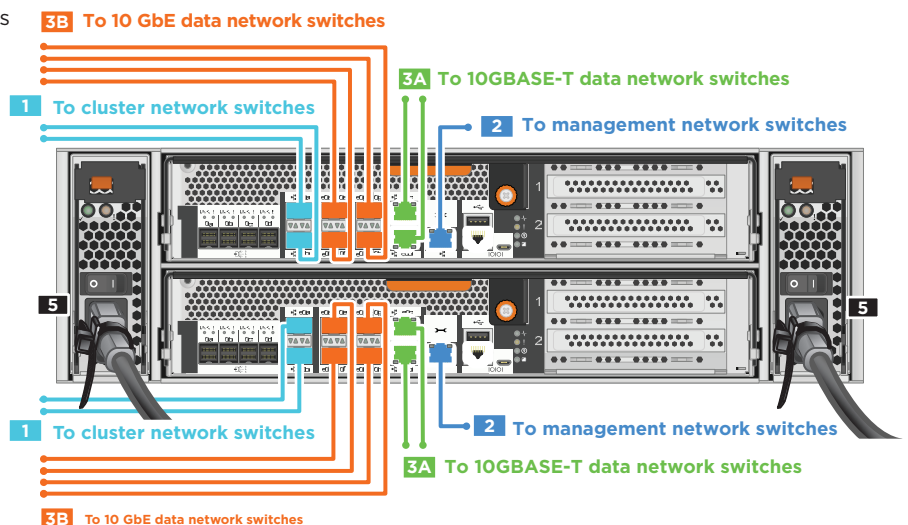 s
3B To 10 GbE data network switches
3A To 10GBASE-T data network switches
1 To cluster network switches
2 To management network switches
1
2
5
5
1
2
1 To cluster network switches
2 To management network switches
3A To 10GBASE-T data network switches
3B To 10 GbE data network switches